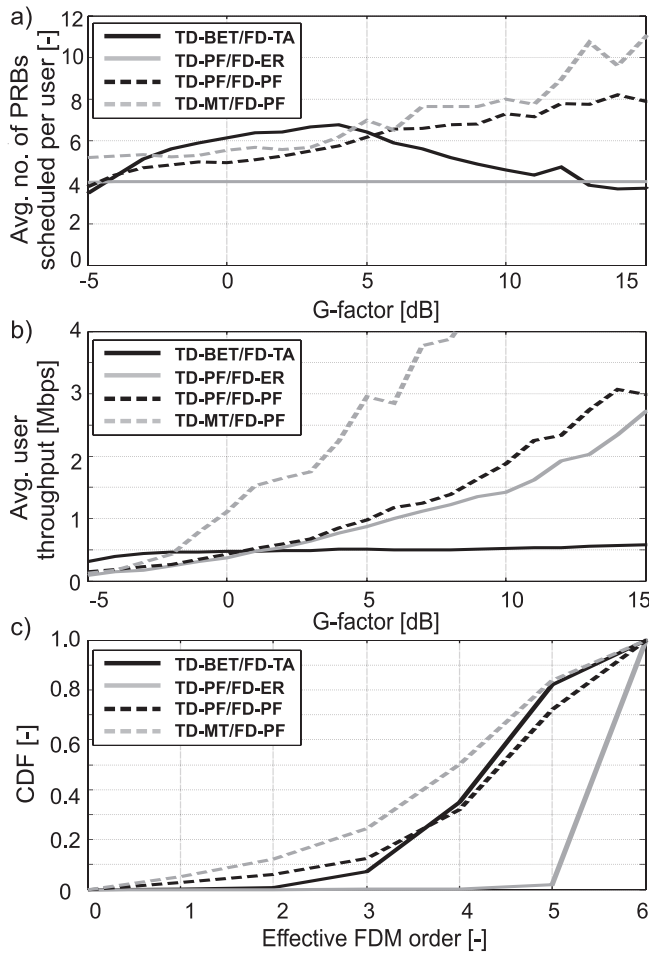 a)
Avg. no. of PRBs
scheduled per user [-]
12
10
8
6
4
2
0
TD-BET/FD-TA
TD-PF/FD-ER
TD-PF/FD-PF
TD-MT/FD-PF
-5 0 5 10 15
G-factor [dB]
b)
Avg. user
throughput [Mbps]
4
3
2
1
0
TD-BET/FD-TA
TD-PF/FD-ER
TD-PF/FD-PF
TD-MT/FD-PF
-5 0 5 10 15
G-factor [dB]
c)
CDF [-]
1.0
0.8
0.6
0.4
0.2
0
TD-BET/FD-TA
TD-PF/FD-ER
TD-PF/FD-PF
TD-MT/FD-PF
0 1 2 3 4 5 6
Effective FDM order [-]